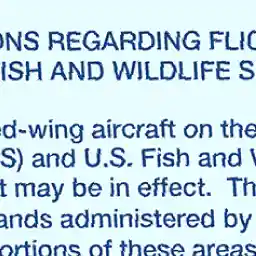 ONS REGARDING FLIG
ISH AND WILDLIFE S
ed-wing aircraft on the
S) and U.S. Fish and W
t may be in effect. Th
ands administered by
ortions of these areas